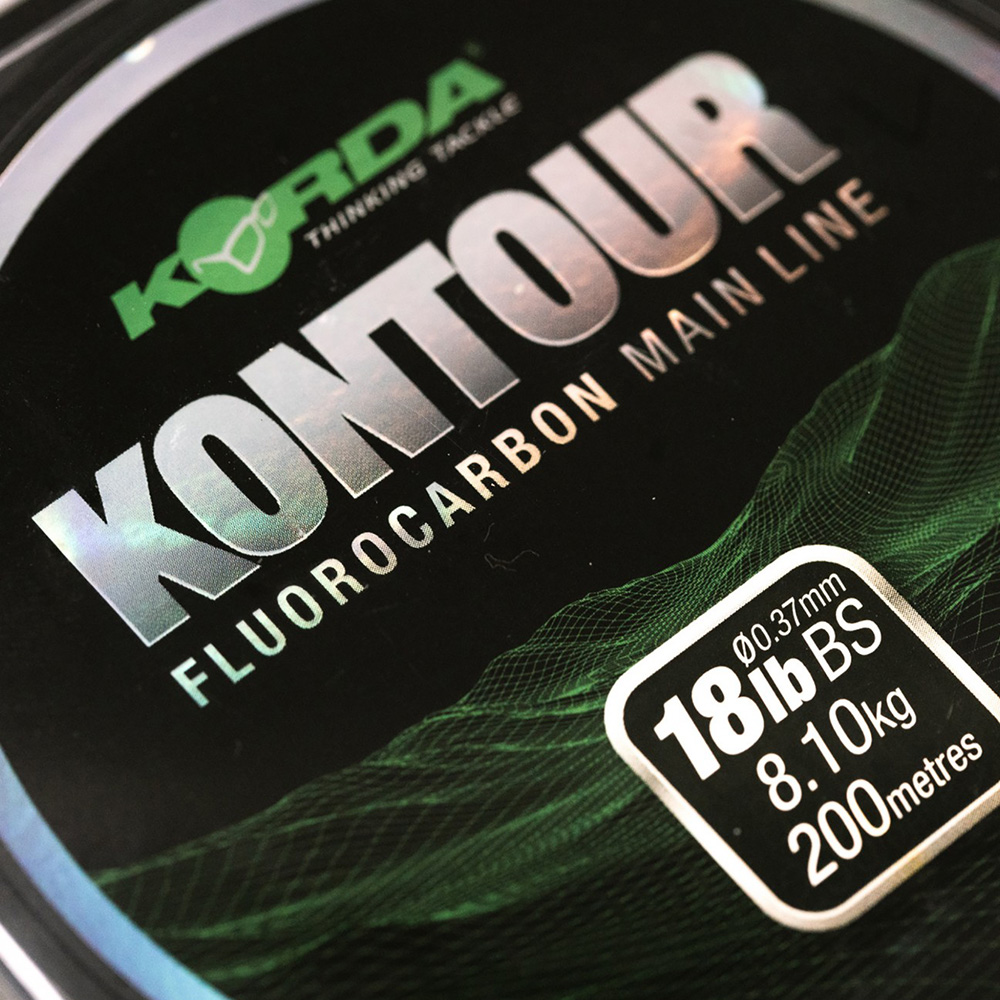 KORDA
THINKING TACKLE
KONTOUR
FLUOROCARBON MAIN LINE
Ø0.37mm
18lb BS
8.10kg
200metres